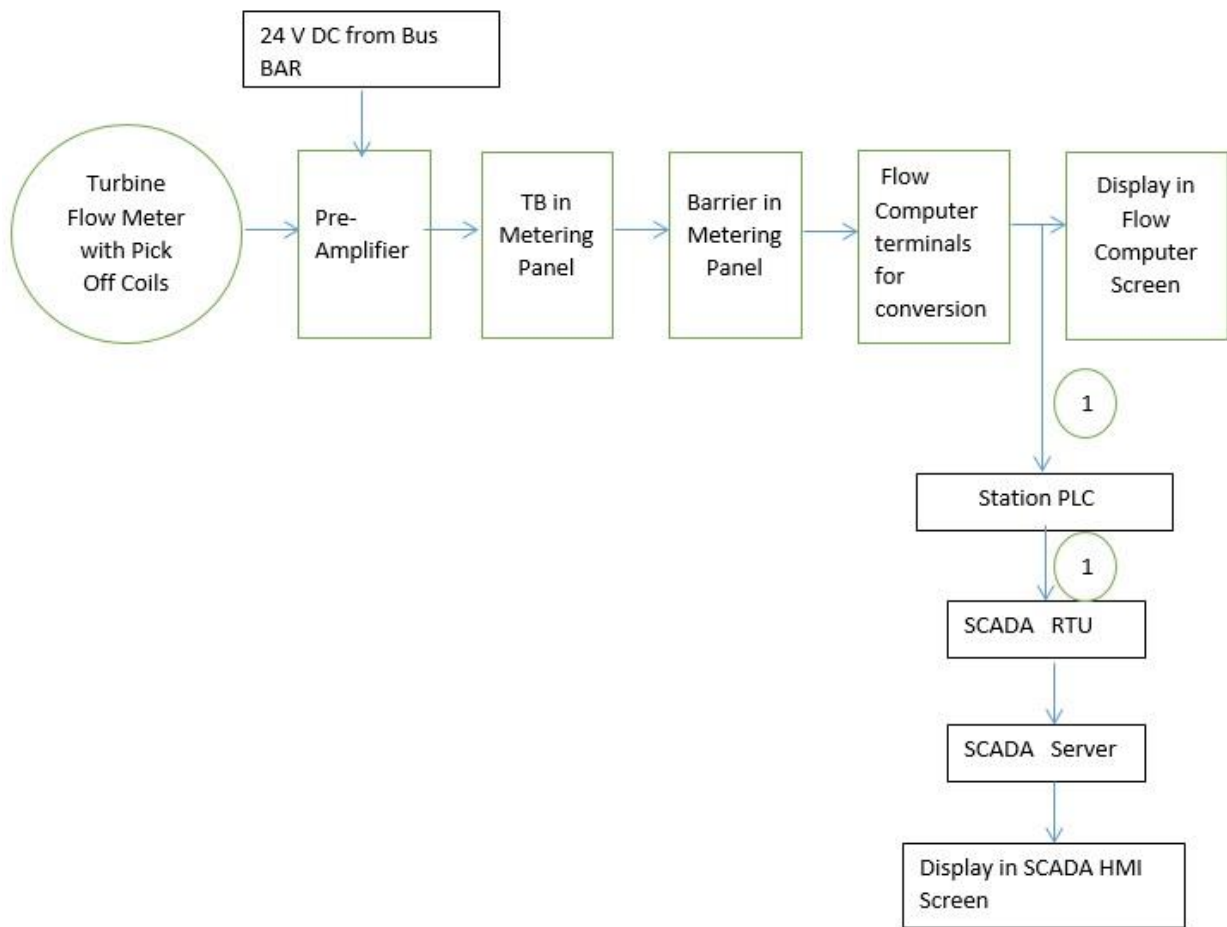 24 V DC from Bus
BAR
Turbine
Flow Meter
with Pick
Off Coils
Pre-
Amplifier
TB in
Metering
Panel
Barrier in
Metering
Panel
Flow
Computer
terminals
for
conversion
Display in
Flow
Computer
Screen
1
Station PLC
1
SCADA RTU
SCADA Server
Display in SCADA HMI
Screen